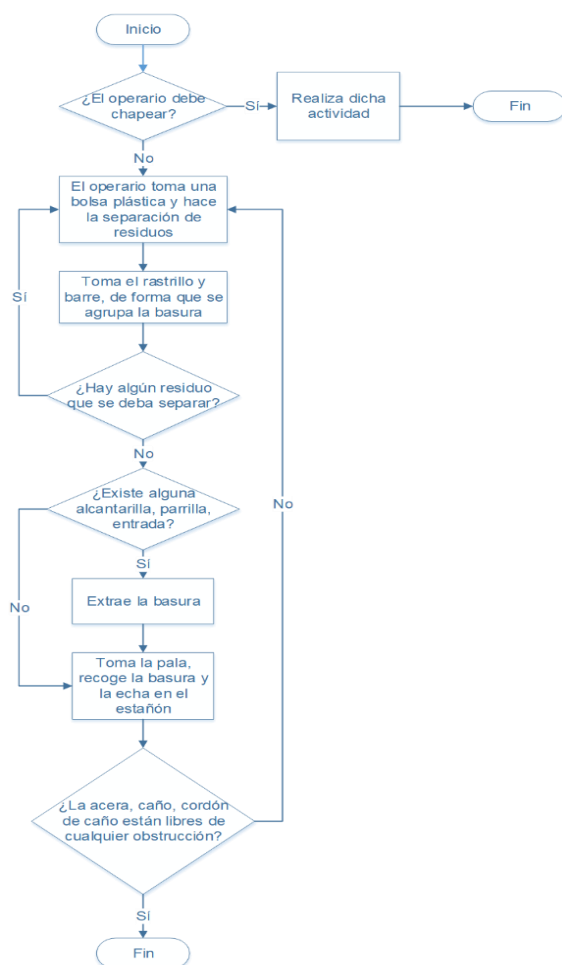 Inicio
¿El operario debe
chapear?
Sí
Realiza dicha
actividad
Fin
No
El operario toma una
bolsa plástica y hace
la separación de
residuos
Toma el rastrillo y
barre, de forma que se
agrupa la basura
Sí
¿Hay algún residuo
que se deba separar?
No
¿Existe alguna
alcantarilla, parrilla,
entrada?
No
Sí
No
Extrae la basura
Toma la pala,
recoge la basura y
la echa en el
estañón
¿La acera, caño, cordón
de caño están libres de
cualquier obstrucción?
Sí
Fin